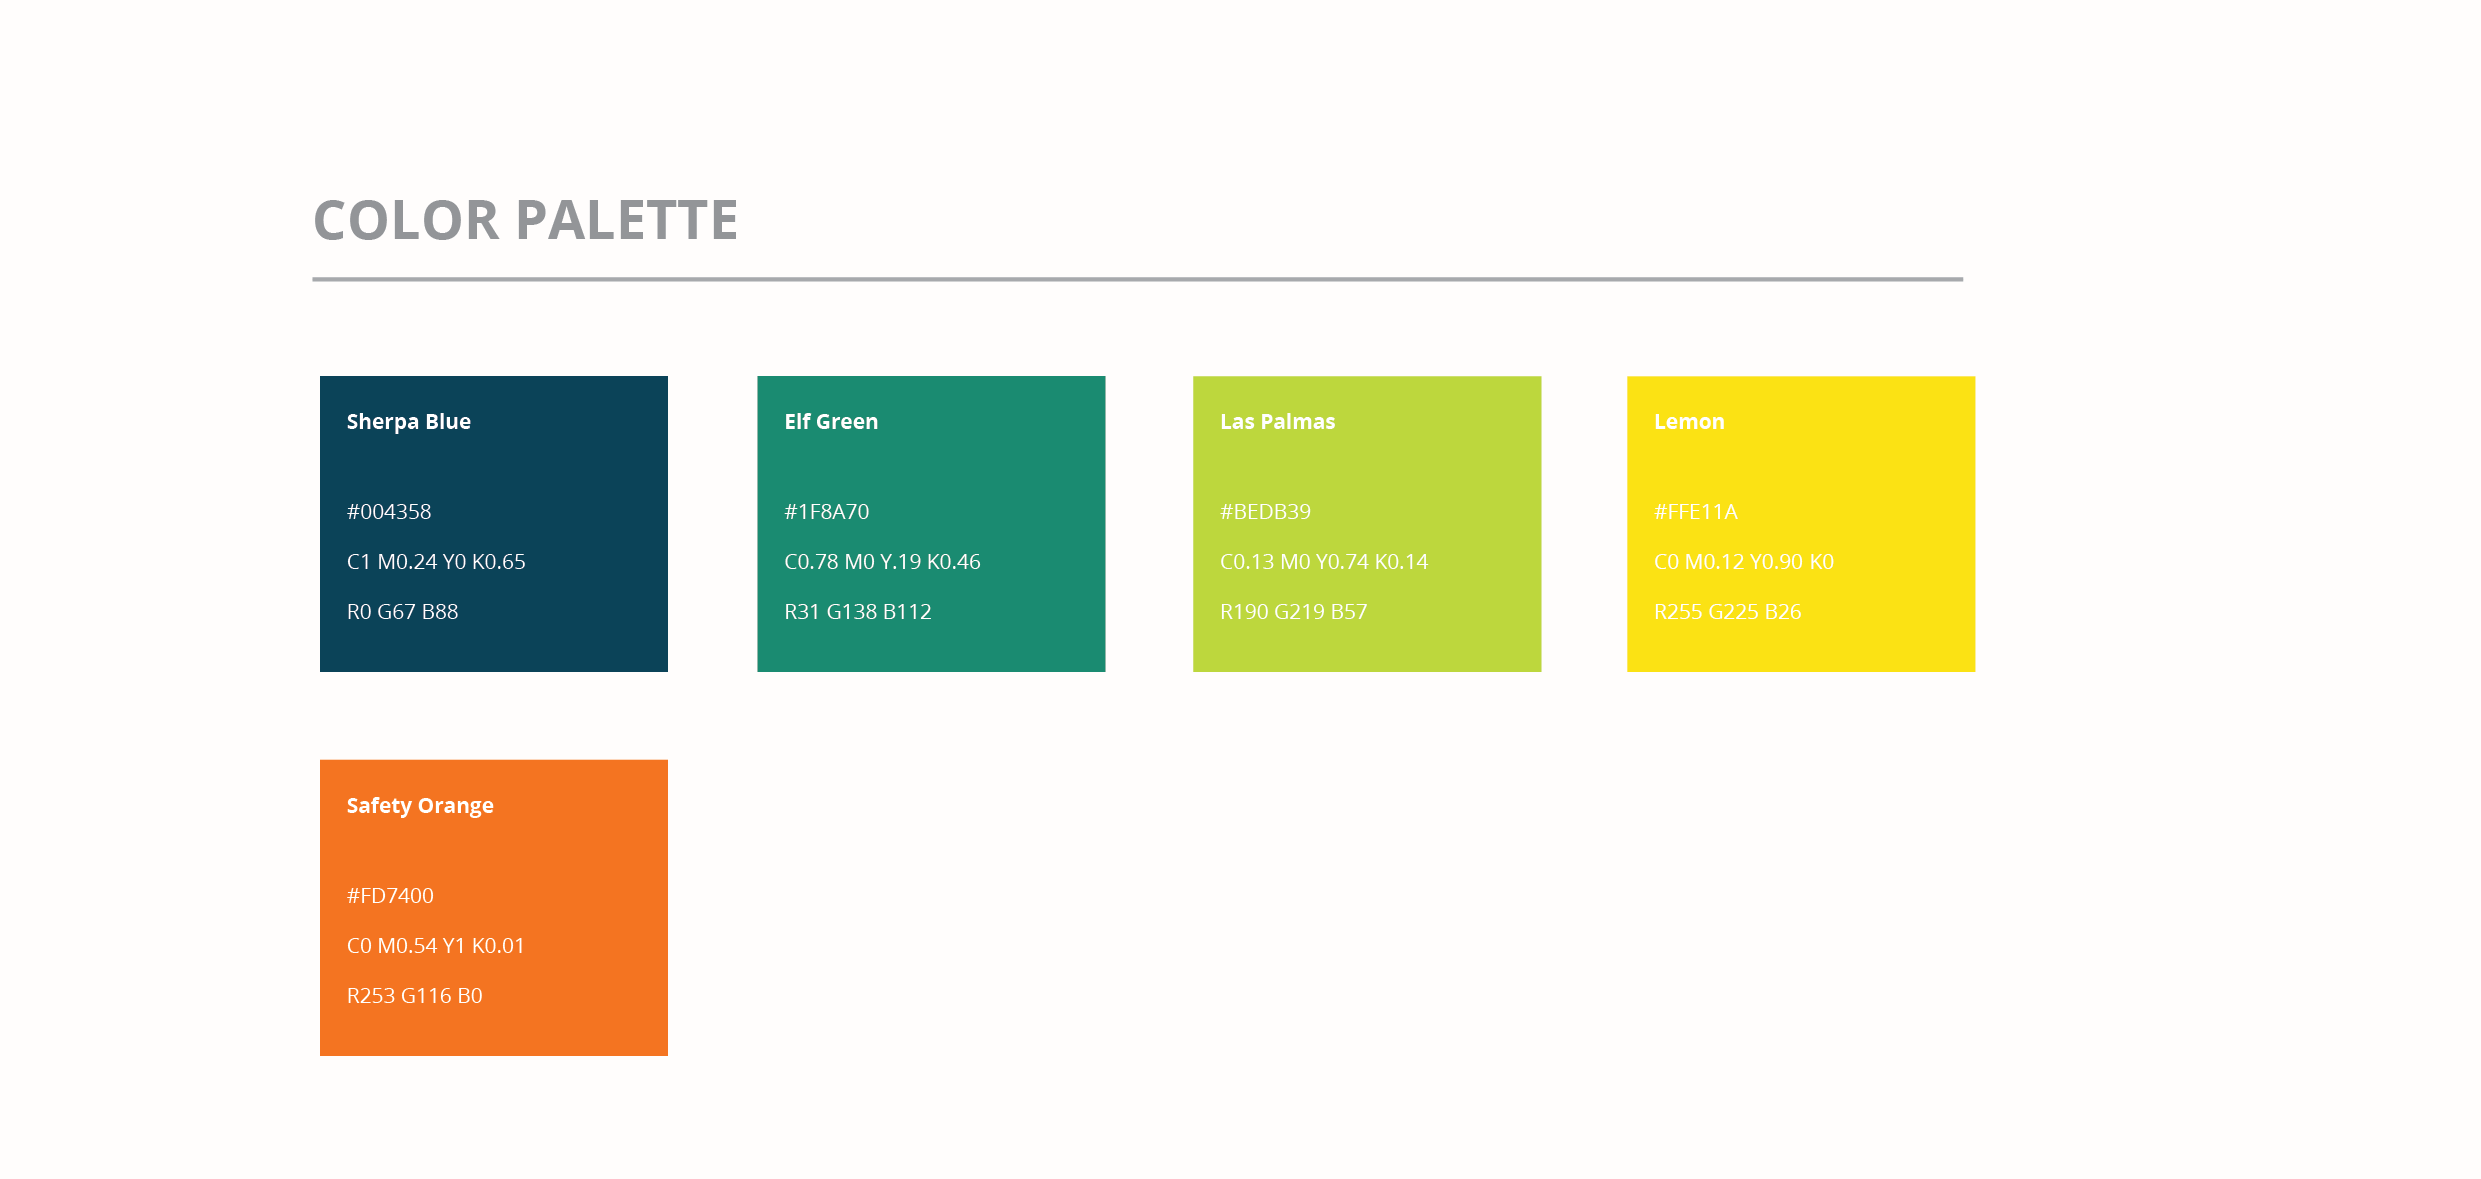 COLOR PALETTE
Sherpa Blue
#004358
C1 M0.24 Y0 K0.65
R0 G67 B88
Elf Green
#1F8A70
C0.78 M0 Y.19 K0.46
R31 G138 B112
Las Palmas
#BEDB39
C0.13 M0 Y0.74 K0.14
R190 G219 B57
Lemon
#FFE11A
C0 M0.12 Y0.90 K0
R255 G225 B26
Safety Orange
#FD7400
C0 M0.54 Y1 K0.01
R253 G116 B0